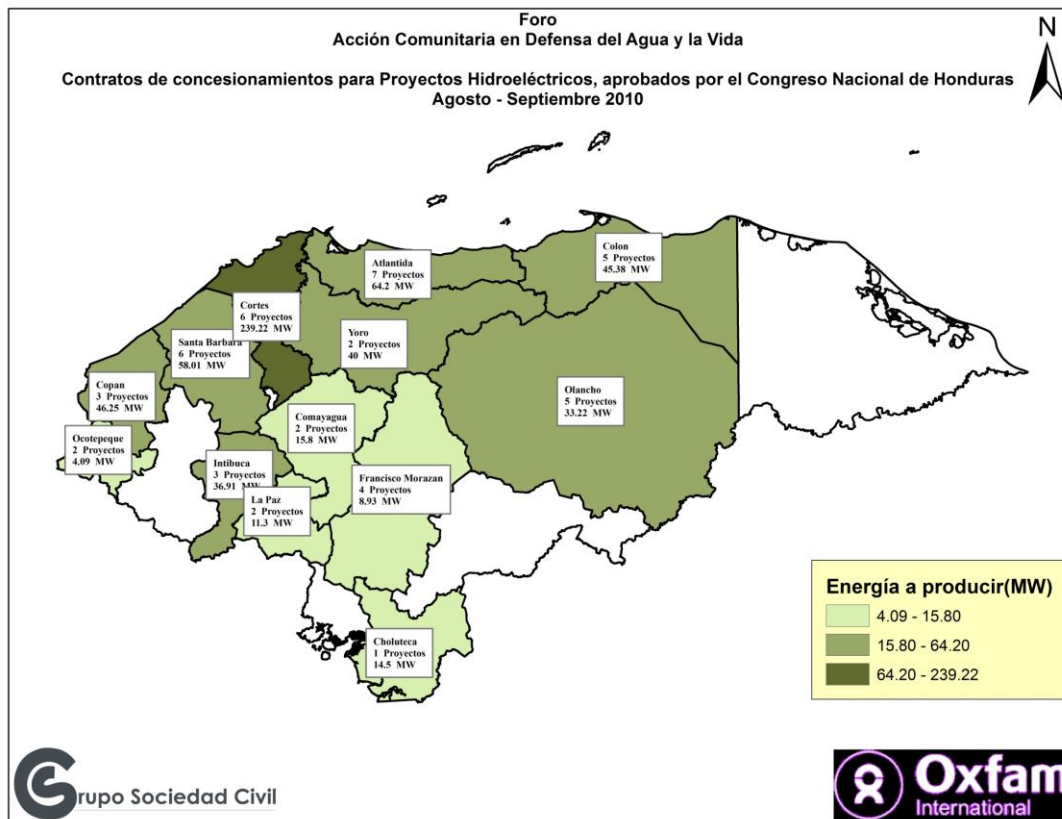 Foro
Acción Comunitaria en Defensa del Agua y la Vida
Contratos de concesionamientos para Proyectos Hidroeléctricos, aprobados por el Congreso Nacional de Honduras
Agosto - Septiembre 2010
N
Atlantida
7 Proyectos
64.2 MW
Colon
5 Proyectos
45.38 MW
Cortes
6 Proyectos
239.22 MW
Yoro
2 Proyectos
40 MW
Santa Barbara
6 Proyectos
58.01 MW
Olancho
5 Proyectos
33.22 MW
Copan
3 Proyectos
46.25 MW
Comayagua
2 Proyectos
15.8 MW
Ocotepeque
2 Proyectos
4.09 MW
Intibuca
3 Proyectos
36.91 MW
Francisco Morazan
4 Proyectos
8.93 MW
La Paz
2 Proyectos
11.3 MW
Choluteca
1 Proyectos
14.5 MW
Energía a producir(MW)
4.09 - 15.80
15.80 - 64.20
64.20 - 239.22
Grupo Sociedad Civil
Oxfam
International